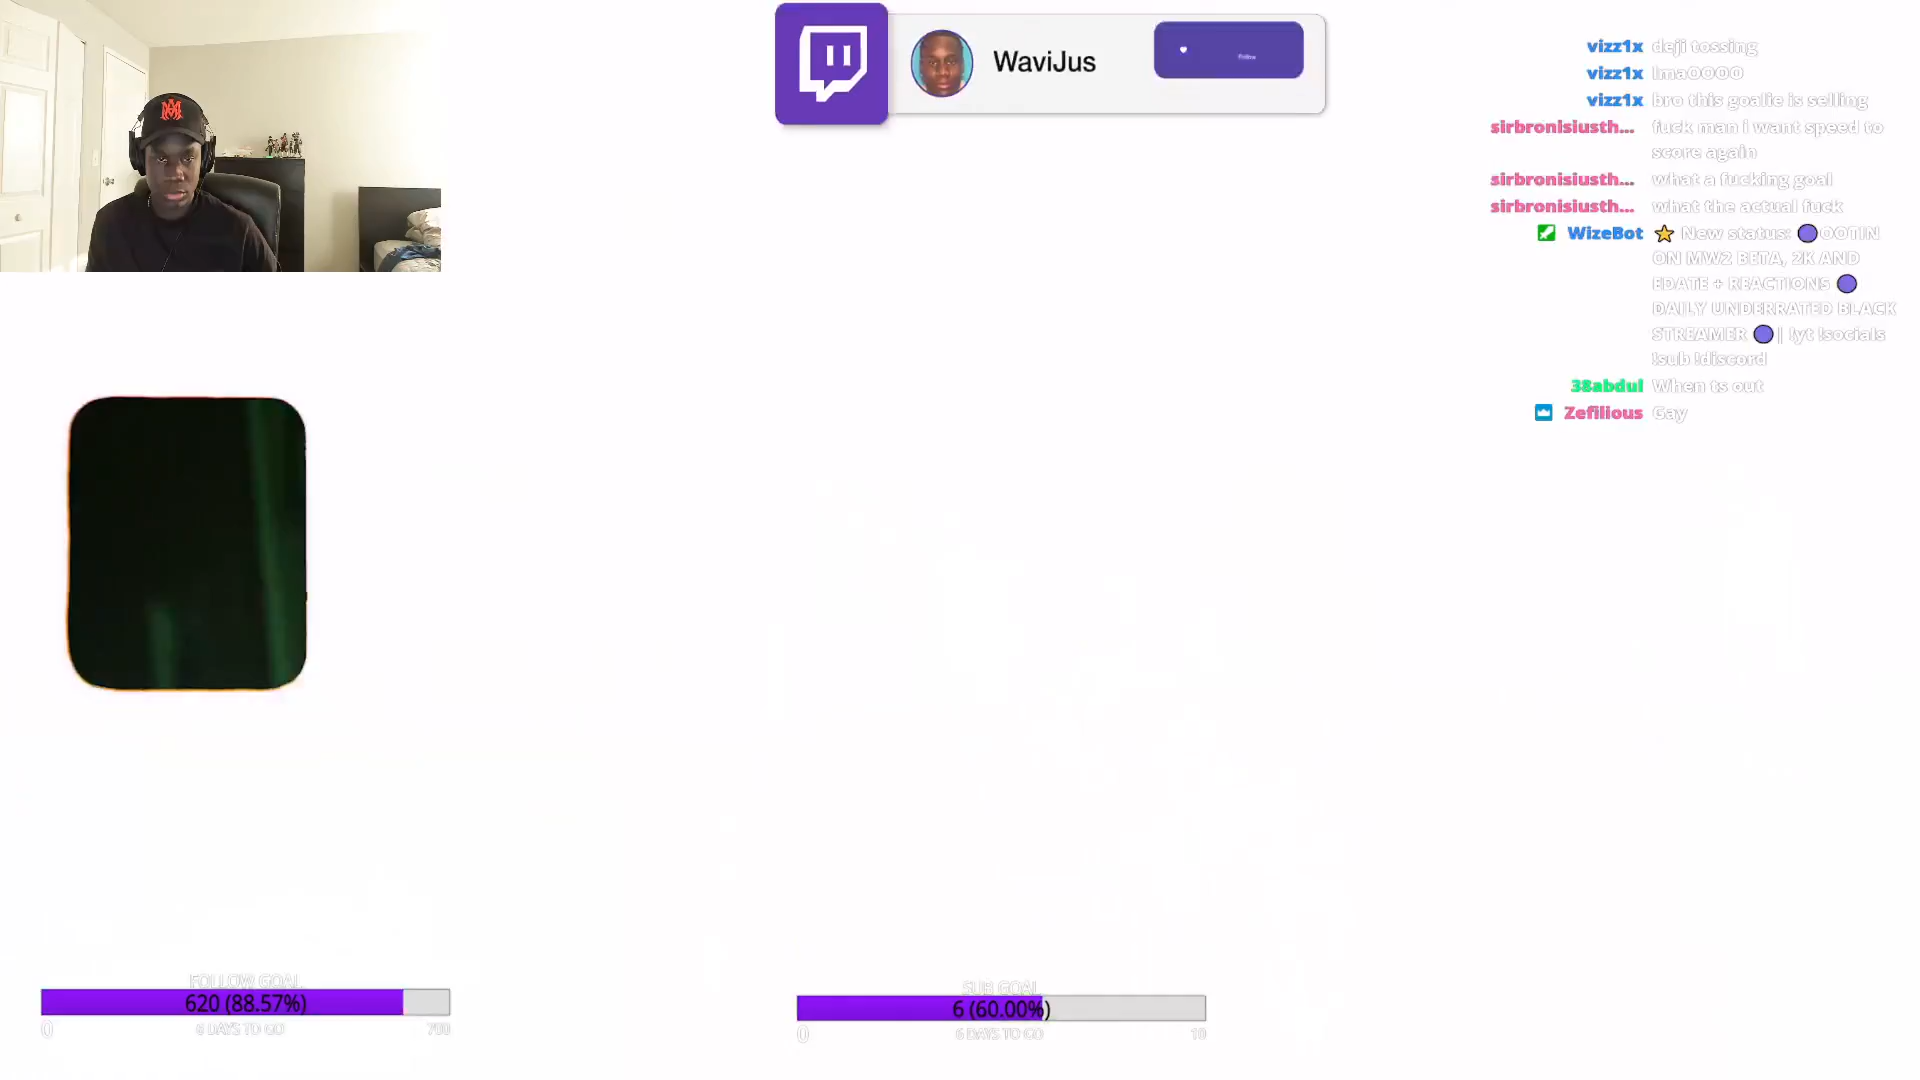 WaviJus
Follow
vizz1x deji tossing
vizz1x lmaOOOO
vizz1x bro this goalie is selling
sirbronisiusth... fuck man i want speed to
score again
sirbronisiusth... what a fucking goal
sirbronisiusth... what the actual fuck
WizeBot New status: OOTIN
ON MW2 BETA, 2K AND
EDATE + REACTIONS
DAILY UNDERRATED BLACK
STREAMER | !yt !socials
!sub !discord
38abdul When ts out
Zefilious Gay
FOLLOW GOAL
620 (88.57%)
0 6 DAYS TO GO 700
SUB GOAL
6 (60.00%)
0 6 DAYS TO GO 10